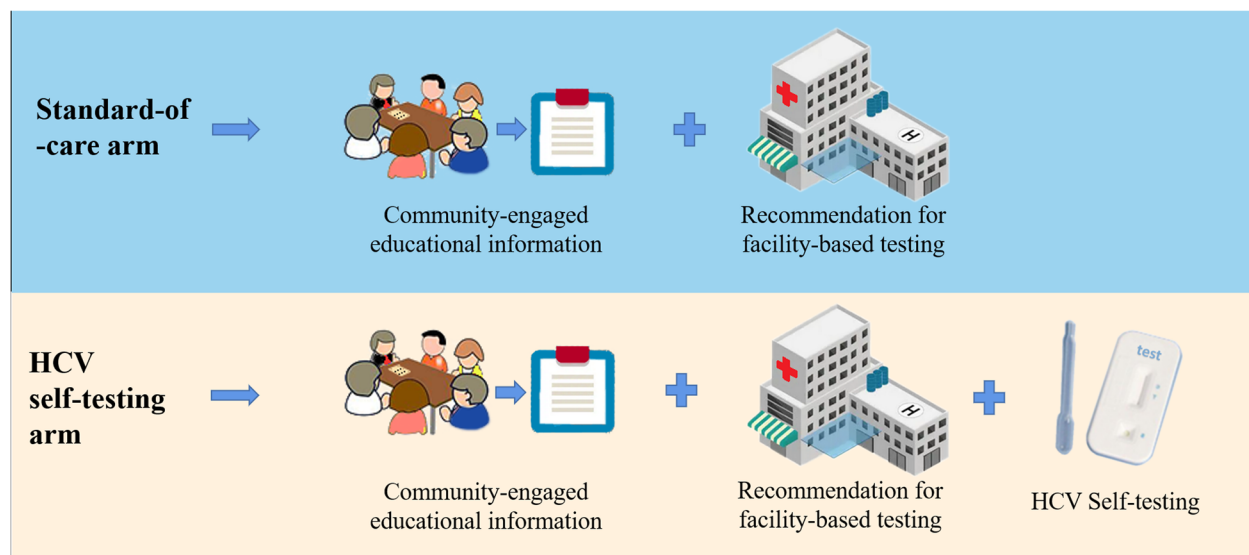 Standard-of
-care arm
Community-engaged
educational information
Recommendation for
facility-based testing
H
HCV
self-testing
arm
Community-engaged
educational information
Recommendation for
facility-based testing
H
test
HCV Self-testing